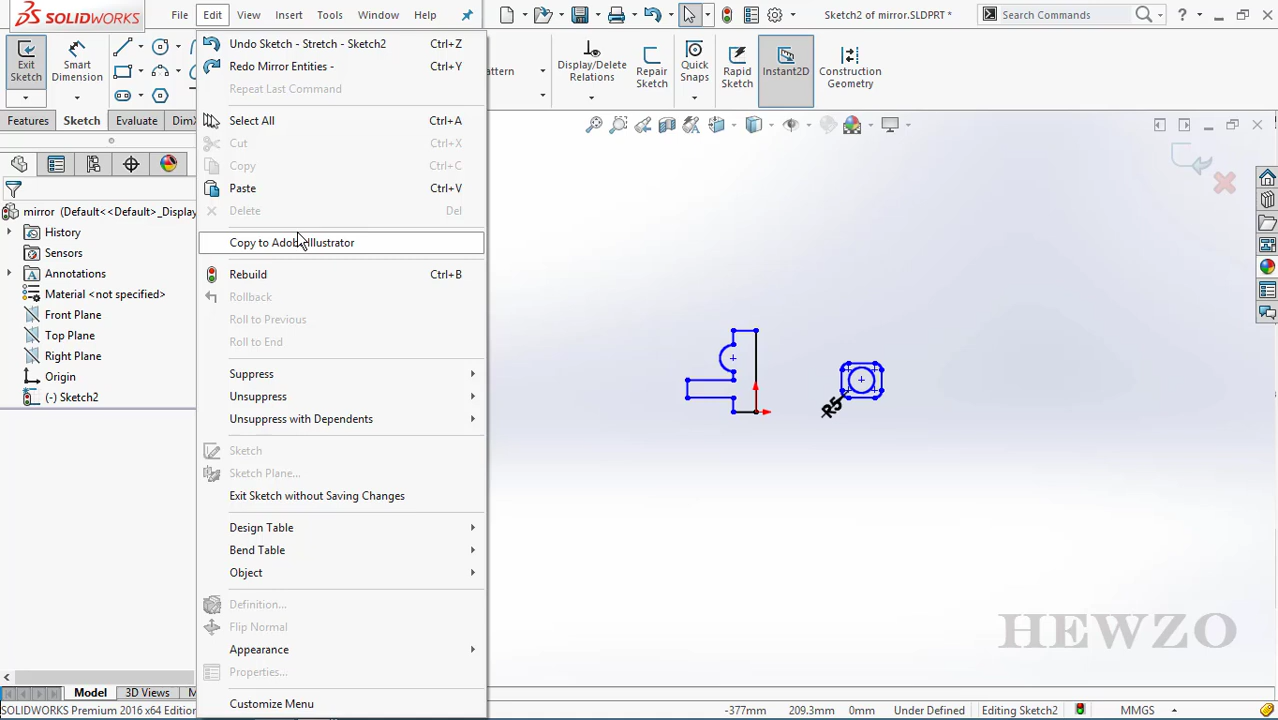 SOLIDWORKS
File Edit View Insert Tools Window Help
Sketch2 of mirror.SLDPRT *
Search Commands
Exit Sketch
Smart Dimension
ttern
Display/Delete Relations
Repair Sketch
Quick Snaps
Rapid Sketch
Instant2D
Construction Geometry
Features Sketch Evaluate DimX
Undo Sketch - Stretch - Sketch2 Ctrl+Z
Redo Mirror Entities - Ctrl+Y
Repeat Last Command
Select All Ctrl+A
Cut Ctrl+X
Copy Ctrl+C
Paste Ctrl+V
Delete Del
Copy to Adobe Illustrator
Rebuild Ctrl+B
Rollback
Roll to Previous
Roll to End
Suppress
Unsuppress
Unsuppress with Dependents
Sketch
Sketch Plane...
Exit Sketch without Saving Changes
Design Table
Bend Table
Object
Definition...
Flip Normal
Appearance
Properties...
Customize Menu
mirror (Default<<Default>_Display
History
Sensors
Annotations
Material <not specified>
Front Plane
Top Plane
Right Plane
Origin
(-) Sketch2
R5
HEWZO
Model 3D Views M
SOLIDWORKS Premium 2016 x64 Edition
-377mm 209.3mm 0mm Under Defined Editing Sketch2 MMGS